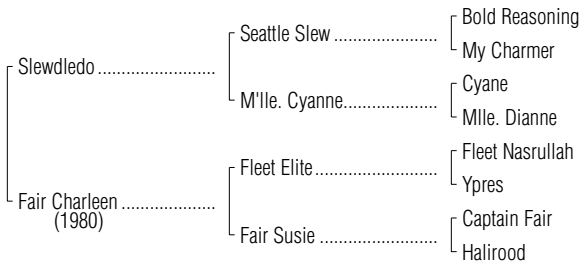 Bold Reasoning
Seattle Slew ....................
My Charmer
Slewdledo .......................
Cyane
M'lle. Cyanne....................
Mlle. Dianne
Fleet Nasrullah
Fleet Elite.........................
Ypres
Fair Charleen ..................
(1980)
Captain Fair
Fair Susie .......................
Halirood